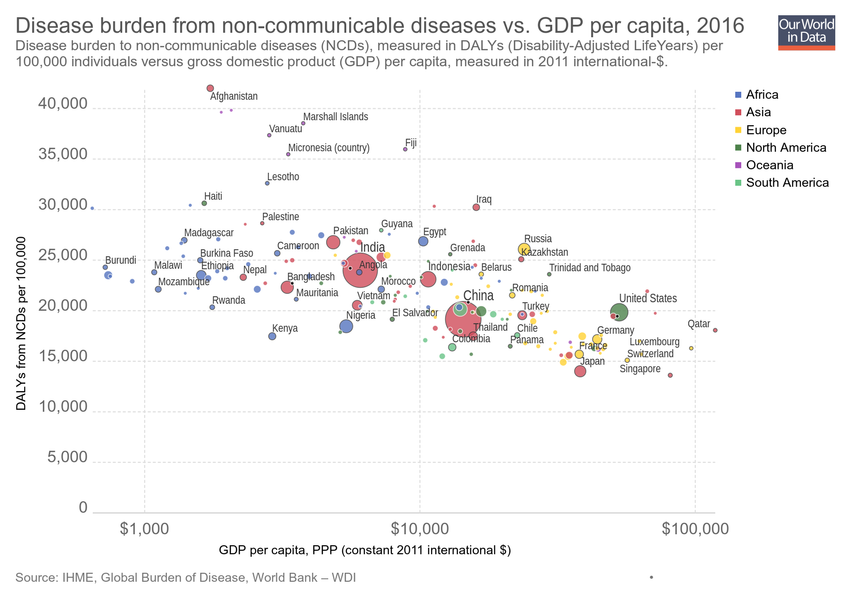 Disease burden from non-communicable diseases vs. GDP per capita, 2016
Our World
in Data
Disease burden to non-communicable diseases (NCDs), measured in DALYs (Disability-Adjusted LifeYears) per
100,000 individuals versus gross domestic product (GDP) per capita, measured in 2011 international-$.
Africa
Asia
Europe
North America
Oceania
South America
DALYs from NCDs per 100,000
40,000
35,000
30,000
25,000
20,000
15,000
10,000
5,000
0
Afghanistan
Marshall Islands
Vanuatu
Fiji
Micronesia (country)
Lesotho
Haiti
Iraq
Palestine
Guyana
Madagascar
Pakistan
Egypt
Russia
India
Cameroon
Grenada
Kazakhstan
Burkina Faso
Burundi
Malawi
Ethiopia
Nepal
Angola
Indonesia
Belarus
Trinidad and Tobago
Mozambique
Bangladesh
Morocco
Mauritania
Vietnam
China
Romania
Rwanda
United States
Nigeria
El Salvador
Turkey
Qatar
Kenya
Thailand
Chile
Germany
Colombia
Panama
France
Luxembourg
Switzerland
Japan
Singapore
$1,000
$10,000
$100,000
GDP per capita, PPP (constant 2011 international $)
Source: IHME, Global Burden of Disease, World Bank – WDI